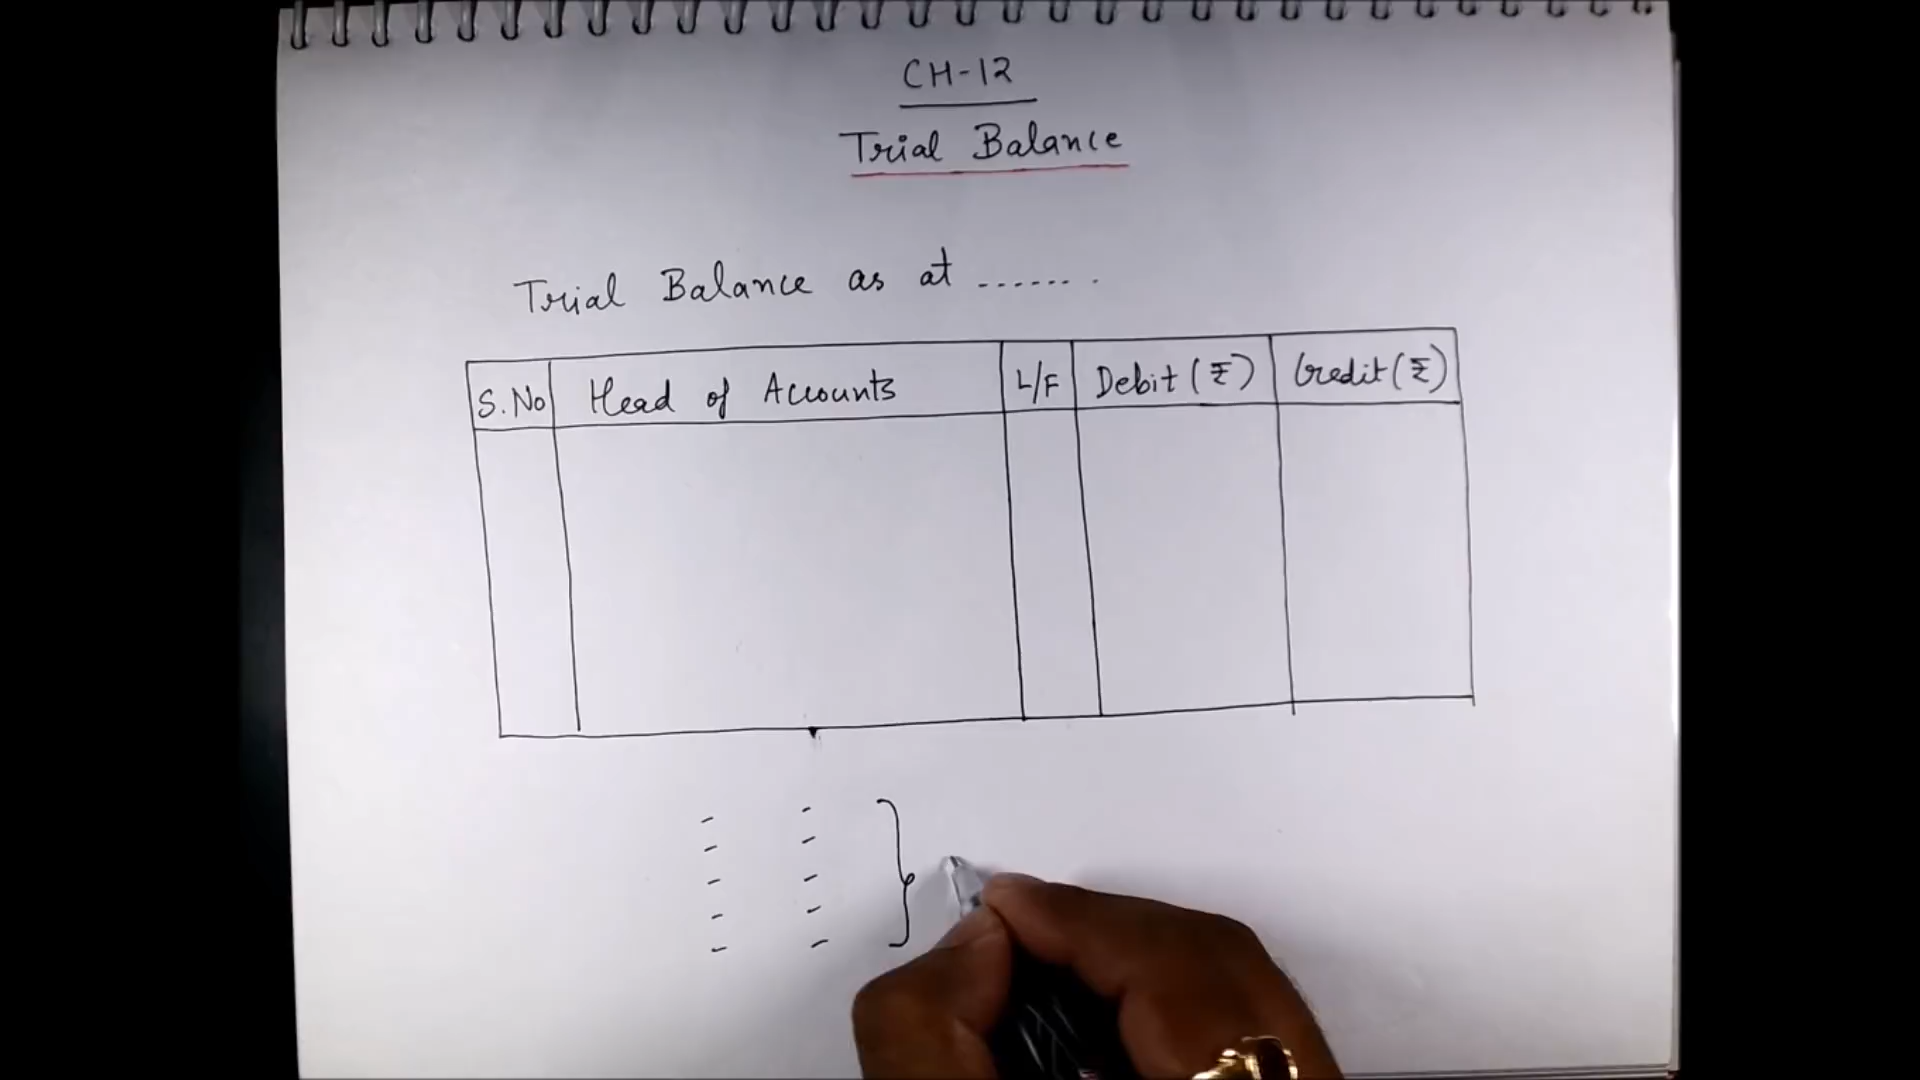 CH-12
Trial Balance
Trial Balance as at .......
S.No Head of Accounts L/F Debit (₹) Credit (₹)